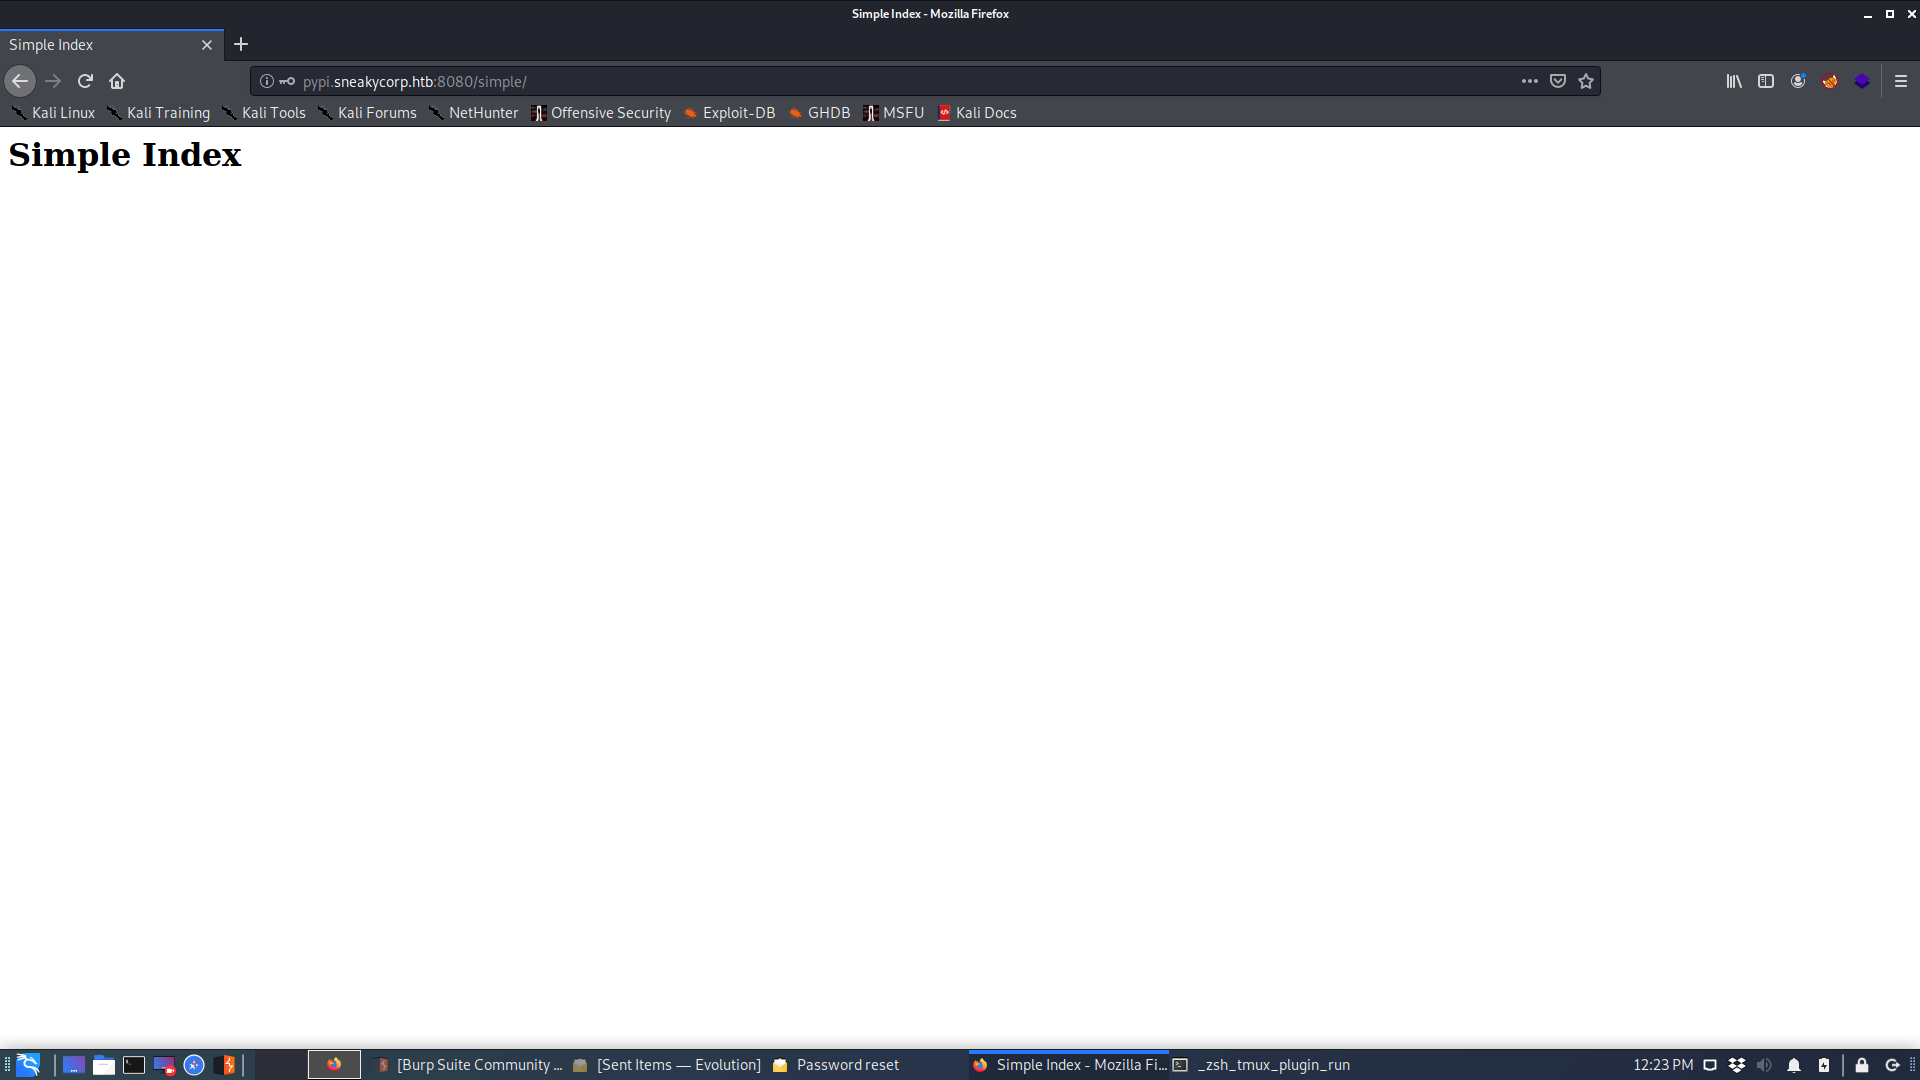 Simple Index - Mozilla Firefox
Simple Index
pypi.sneakycorp.htb:8080/simple/
Kali Linux Kali Training Kali Tools Kali Forums NetHunter Offensive Security Exploit-DB GHDB MSFU Kali Docs
Simple Index
[Burp Suite Community ... [Sent Items — Evolution] Password reset Simple Index - Mozilla Fi... _zsh_tmux_plugin_run 12:23 PM